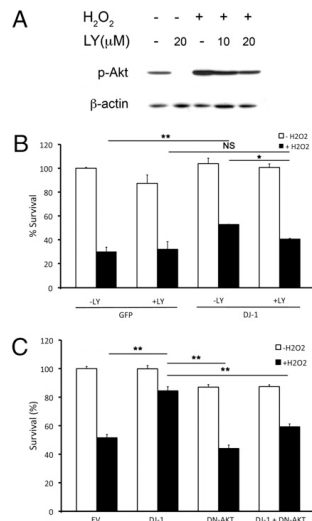 A
H2O2 - - + + +
LY(μM) - 20 - 10 20
p-Akt
β-actin
B
- H2O2
+ H2O2
**
NS
*
% Survival
120
100
80
60
40
20
0
-LY +LY -LY +LY
GFP DJ-1
C
-H2O2
+H2O2
**
**
**
Survival (%)
120
100
80
60
40
20
0
EV DJ-1 DN-AKT DJ-1 + DN-AKT